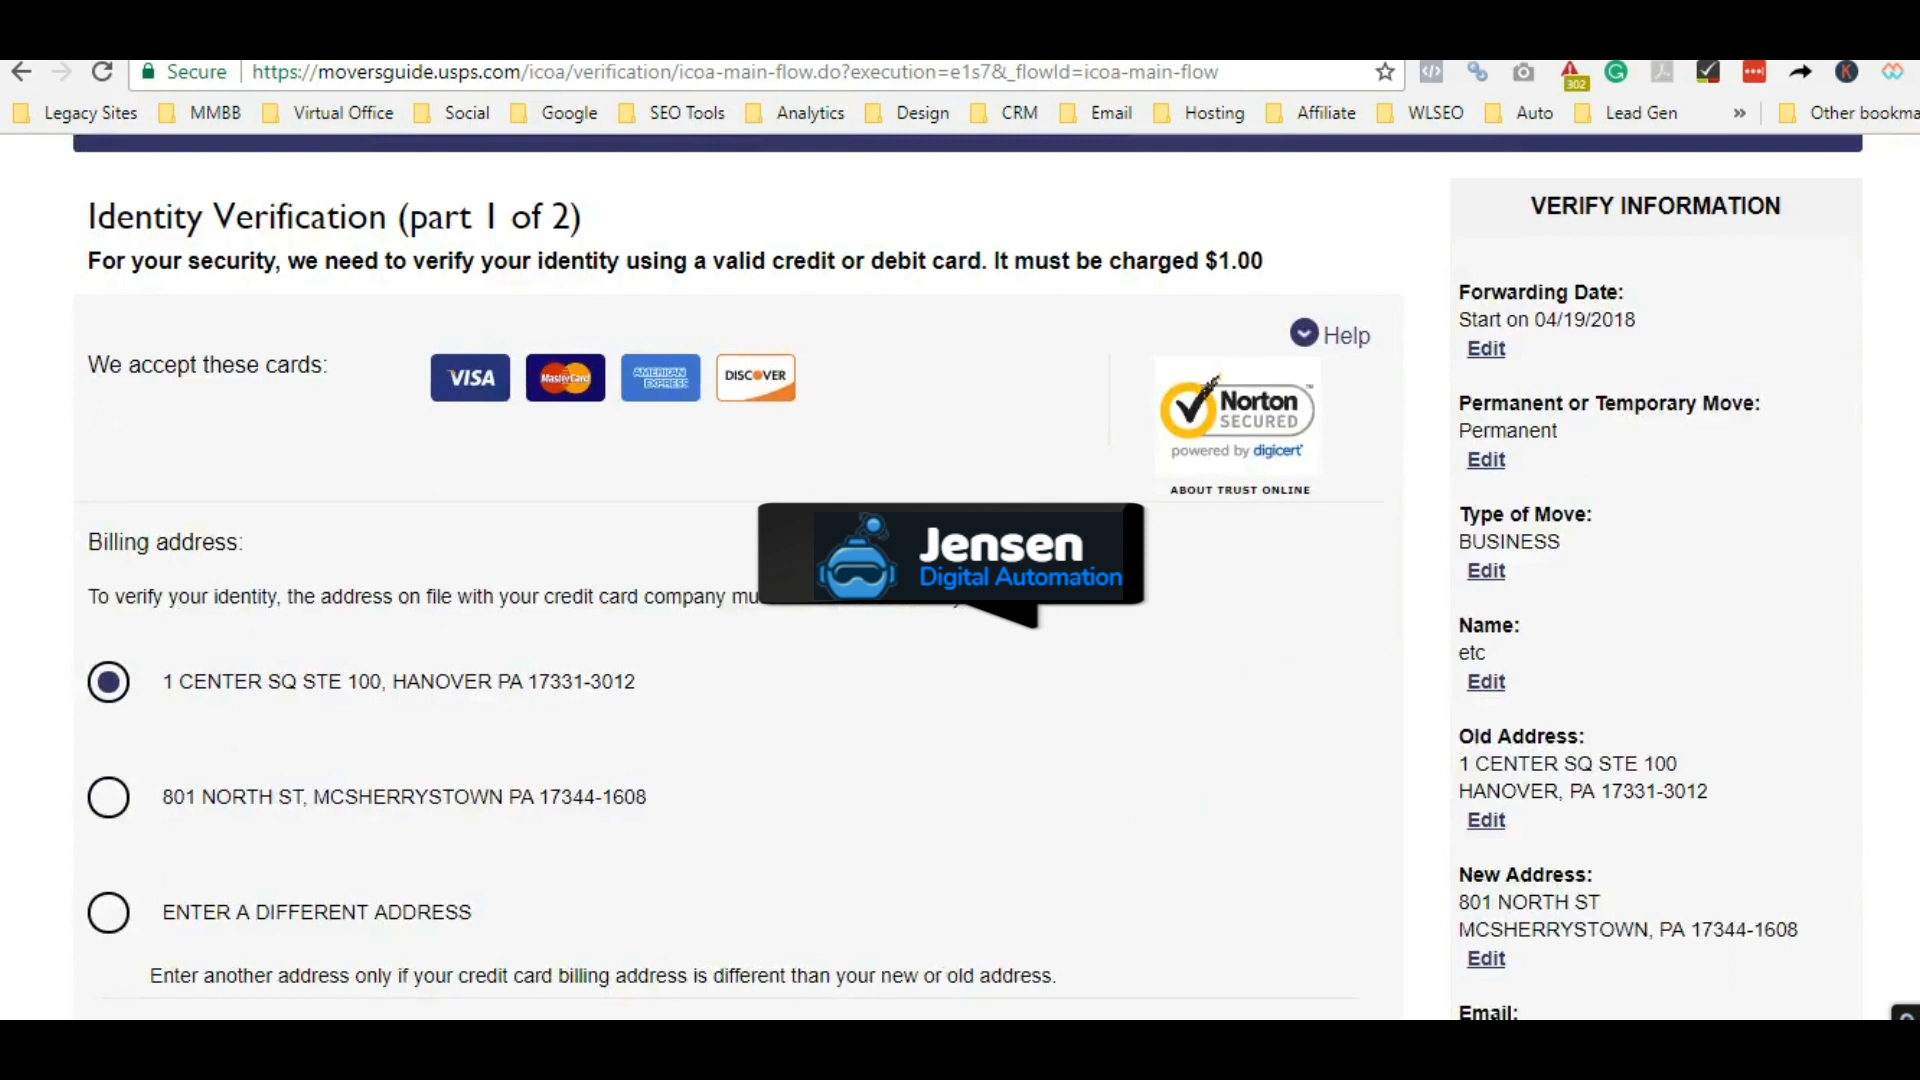 Secure https://moversguide.usps.com/icoa/verification/icoa-main-flow.do?execution=e1s7&_flowId=icoa-main-flow
302
Legacy Sites MMBB Virtual Office Social Google SEO Tools Analytics Design CRM Email Hosting Affiliate WLSEO Auto Lead Gen » Other bookma
Identity Verification (part 1 of 2)
For your security, we need to verify your identity using a valid credit or debit card. It must be charged $1.00
Help
We accept these cards:
VISA MasterCard AMERICAN EXPRESS DISCOVER
Norton
SECURED
powered by digicert
ABOUT TRUST ONLINE
Billing address:
To verify your identity, the address on file with your credit card company mu
Jensen
Digital Automation
1 CENTER SQ STE 100, HANOVER PA 17331-3012
801 NORTH ST, MCSHERRYSTOWN PA 17344-1608
ENTER A DIFFERENT ADDRESS
Enter another address only if your credit card billing address is different than your new or old address.
VERIFY INFORMATION
Forwarding Date:
Start on 04/19/2018
Edit
Permanent or Temporary Move:
Permanent
Edit
Type of Move:
BUSINESS
Edit
Name:
etc
Edit
Old Address:
1 CENTER SQ STE 100
HANOVER, PA 17331-3012
Edit
New Address:
801 NORTH ST
MCSHERRYSTOWN, PA 17344-1608
Edit
Email: